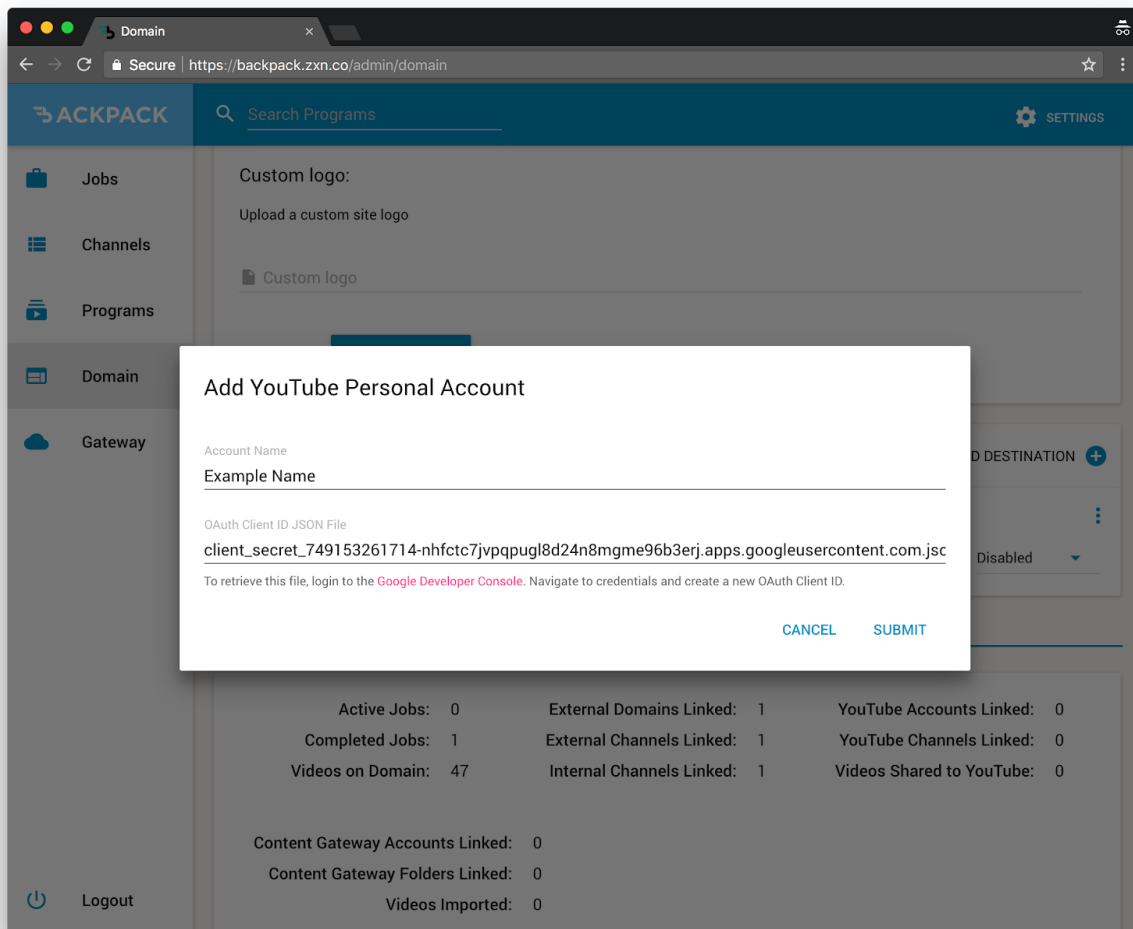 Domain
Secure | https://backpack.zxn.co/admin/domain
BACKPACK
Search Programs
SETTINGS
Jobs
Channels
Programs
Domain
Gateway
Logout
Custom logo:
Upload a custom site logo
Custom logo
Add YouTube Personal Account
Account Name
Example Name
OAuth Client ID JSON File
client_secret_749153261714-nhfctc7jvpqpugl8d24n8mgme96b3erj.apps.googleusercontent.com.jsc
To retrieve this file, login to the Google Developer Console. Navigate to credentials and create a new OAuth Client ID.
CANCEL SUBMIT
D DESTINATION
Disabled
Active Jobs: 0 External Domains Linked: 1 YouTube Accounts Linked: 0
Completed Jobs: 1 External Channels Linked: 1 YouTube Channels Linked: 0
Videos on Domain: 47 Internal Channels Linked: 1 Videos Shared to YouTube: 0
Content Gateway Accounts Linked: 0
Content Gateway Folders Linked: 0
Videos Imported: 0